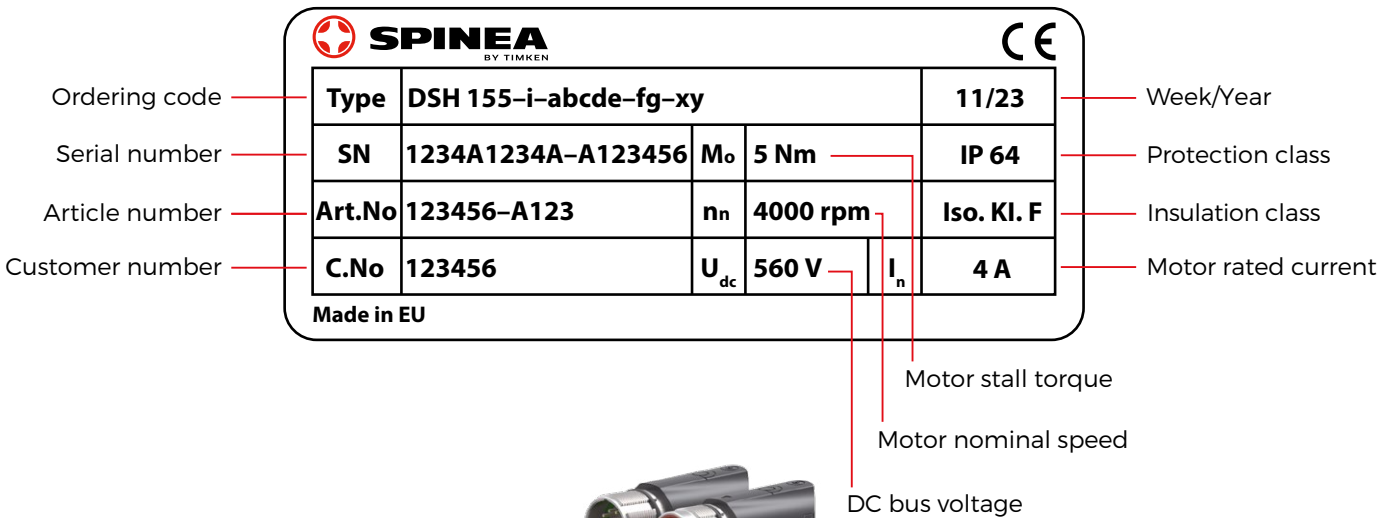 SPINEA
BY TIMKEN
CE
Ordering code Type DSH 155–i–abcde–fg–xy 11/23 Week/Year
Serial number SN 1234A1234A–A123456 Mo 5 Nm IP 64 Protection class
Article number Art.No 123456–A123 nn 4000 rpm Iso. KI. F Insulation class
Customer number C.No 123456 Udc 560 V In 4 A Motor rated current
Made in EU
Motor stall torque
Motor nominal speed
DC bus voltage